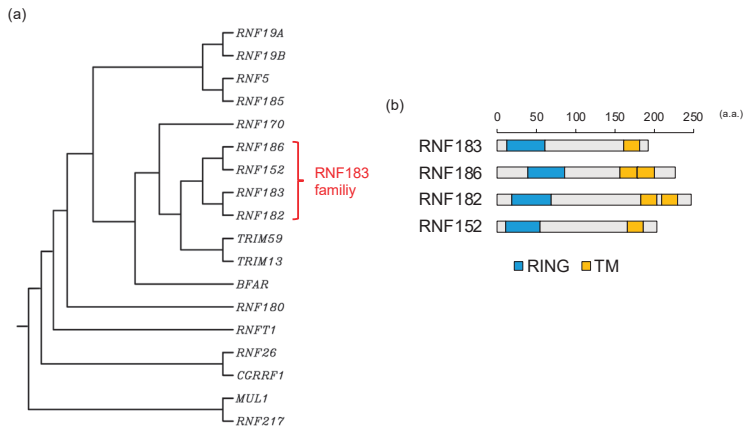 (a)
RNF19A
RNF19B
RNF5
RNF185
RNF170
RNF186
RNF152
RNF183
RNF182
TRIM59
TRIM13
BFAR
RNF180
RNFT1
RNF26
CGRRF1
MUL1
RNF217
RNF183
familiy
(b)
0 50 100 150 200 250 (a.a.)
RNF183
RNF186
RNF182
RNF152
RING TM